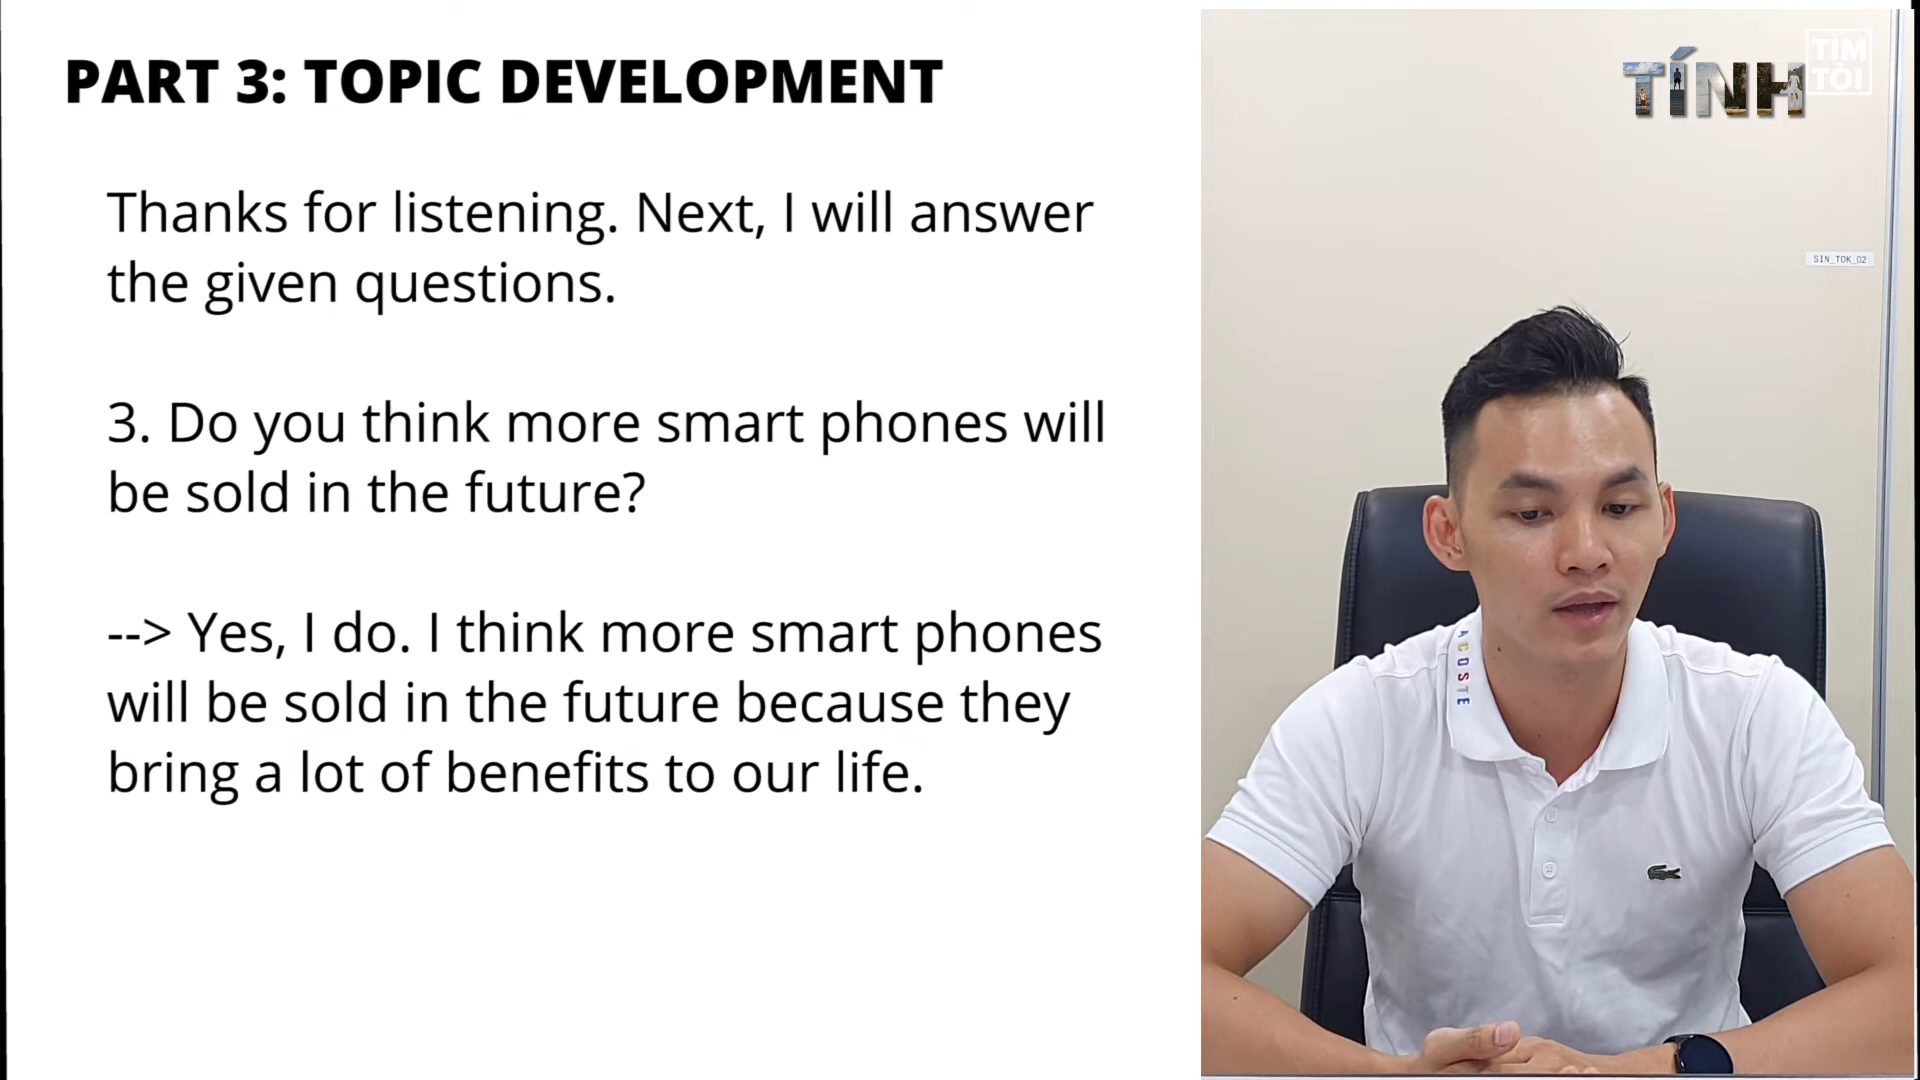 PART 3: TOPIC DEVELOPMENT
Thanks for listening. Next, I will answer
the given questions.
3. Do you think more smart phones will
be sold in the future?
--> Yes, I do. I think more smart phones
will be sold in the future because they
bring a lot of benefits to our life.
TÍNH
TÌM
TÒI
SIN_TOK_02
ACOSTE